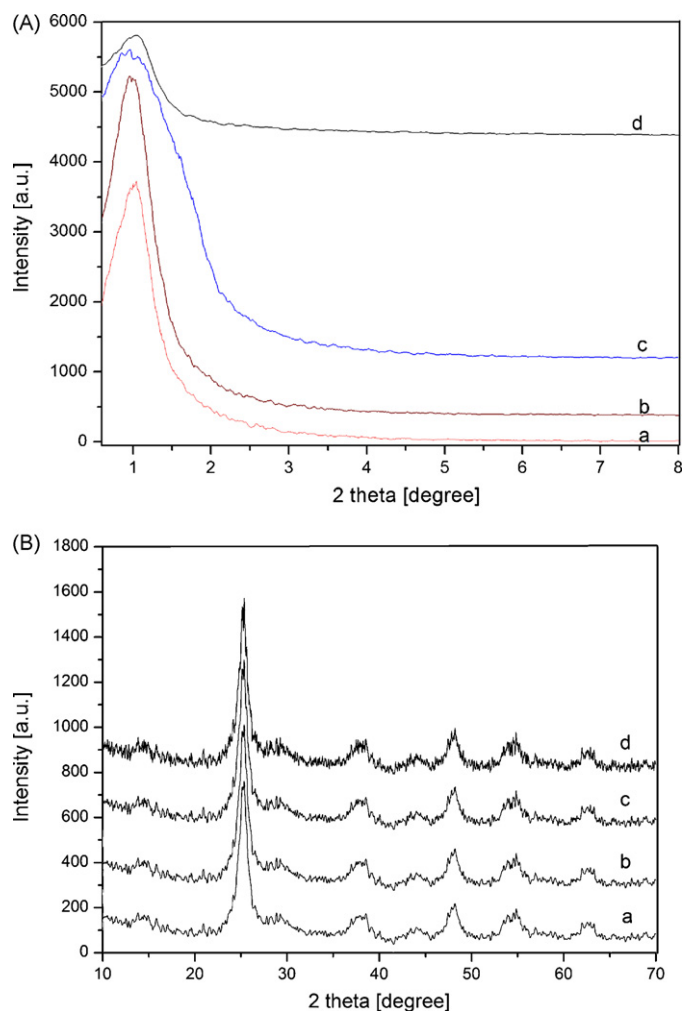 (A)
6000
5000
4000
3000
2000
1000
0
Intensity [a.u.]
d
c
b
a
1 2 3 4 5 6 7 8
2 theta [degree]
(B)
1800
1600
1400
1200
1000
800
600
400
200
0
Intensity [a.u.]
d
c
b
a
10 20 30 40 50 60 70
2 theta [degree]